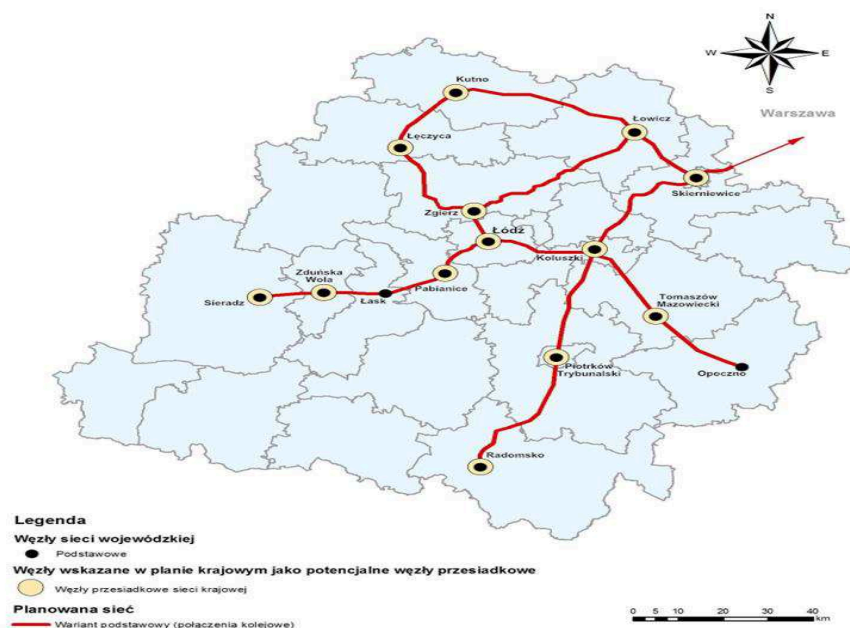 N
W
E
S
Warszawa
Kutno
Łowicz
Łęczyca
Skierniewice
Zgierz
Łódź
Koluszki
Zduńska
Wola
Pabianice
Sieradz
Łask
Tomaszów
Mazowiecki
Piotrków
Trybunalski
Opoczno
Radomsko
Legenda
Węzły sieci wojewódzkiej
Podstawowe
Węzły wskazane w planie krajowym jako potencjalne węzły przesiadkowe
Węzły przesiadkowe sieci krajowej
Planowana sieć
Wariant podstawowy (połączenia kolejowe)
0 5 10 20 30 40
km